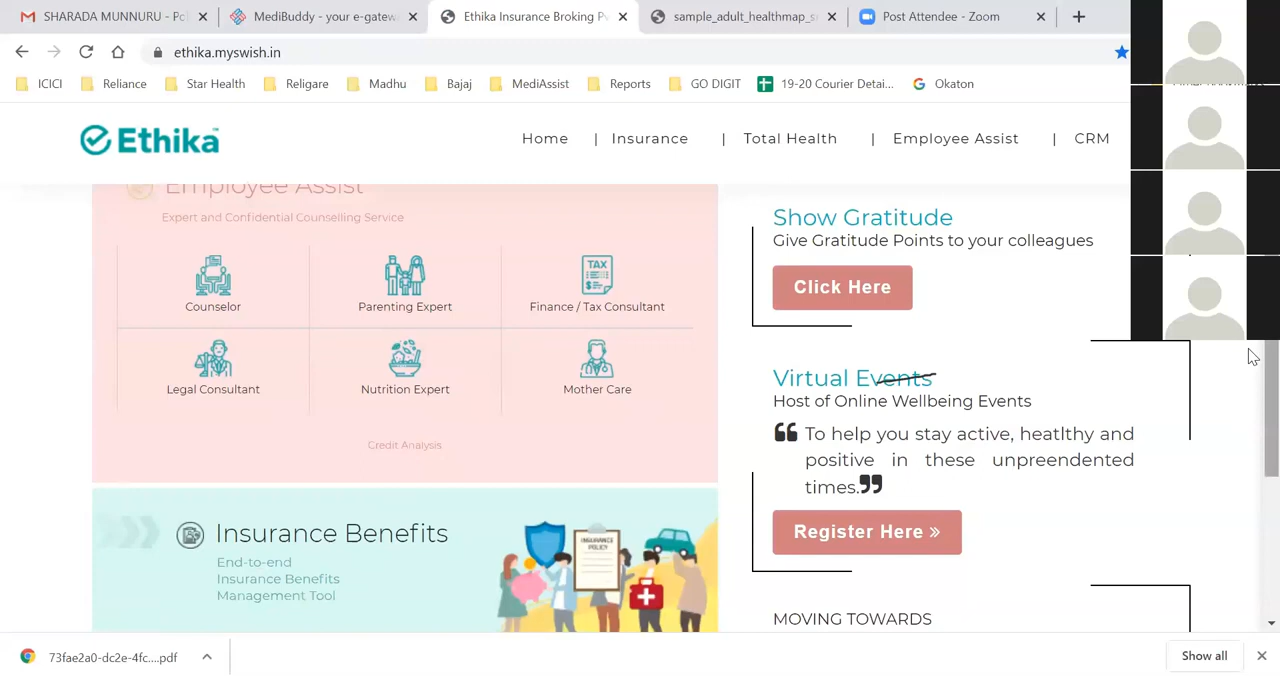 SHARADA MUNNURU - Pc
MediBuddy - your e-gatew
Ethika Insurance Broking Pv
sample_adult_healthmap_s
Post Attendee - Zoom
ethika.myswish.in
ICICI
Reliance
Star Health
Religare
Madhu
Bajaj
MediAssist
Reports
GO DIGIT
19-20 Courier Detai...
Okaton
Ethika™
Home | Insurance | Total Health | Employee Assist | CRM
Employee Assist
Expert and Confidential Counselling Service
Counselor
Parenting Expert
TAX
Finance / Tax Consultant
Legal Consultant
Nutrition Expert
Mother Care
Credit Analysis
Insurance Benefits
End-to-end
Insurance Benefits
Management Tool
INSURANCE
POLICY
Show Gratitude
Give Gratitude Points to your colleagues
Click Here
Virtual Events
Host of Online Wellbeing Events
“ To help you stay active, heatlthy and
positive in these unpreendented
times.”
Register Here »
MOVING TOWARDS
73fae2a0-dc2e-4fc....pdf
Show all